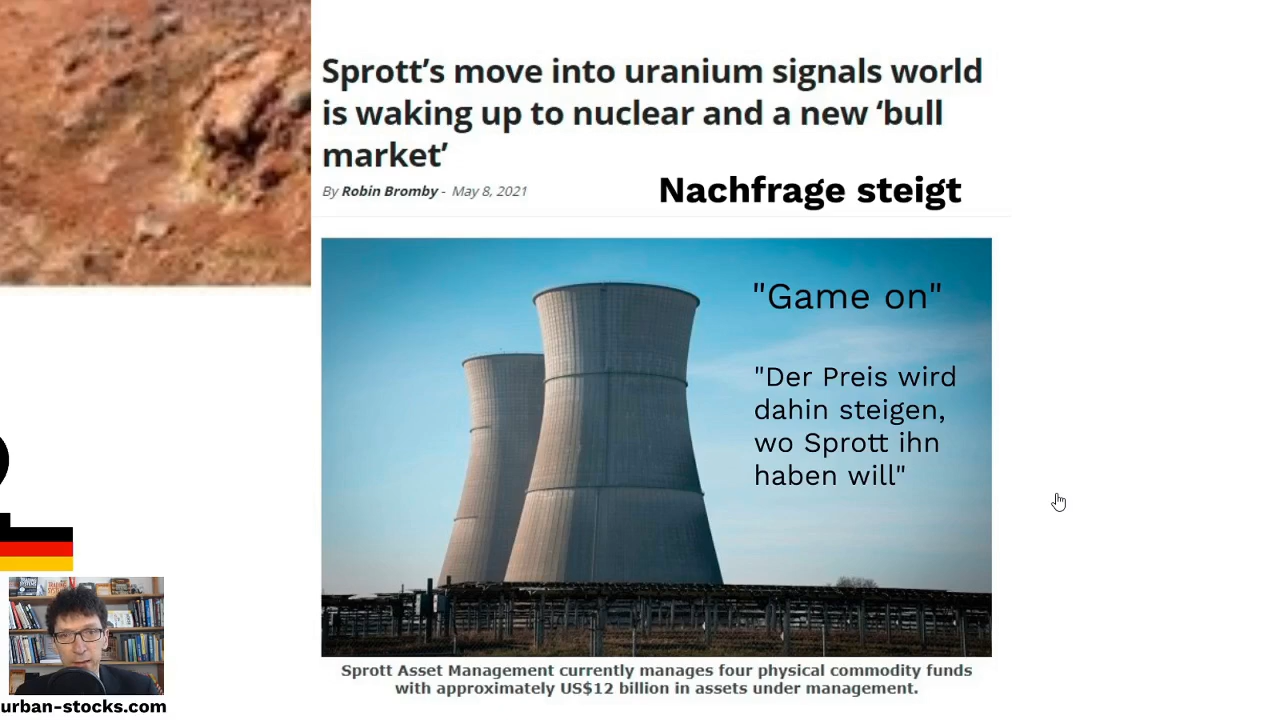 Sprott’s move into uranium signals world
is waking up to nuclear and a new ‘bull
market’
By Robin Bromby - May 8, 2021
Nachfrage steigt
"Game on"
"Der Preis wird
dahin steigen,
wo Sprott ihn
haben will"
Sprott Asset Management currently manages four physical commodity funds
with approximately US$12 billion in assets under management.
urban-stocks.com